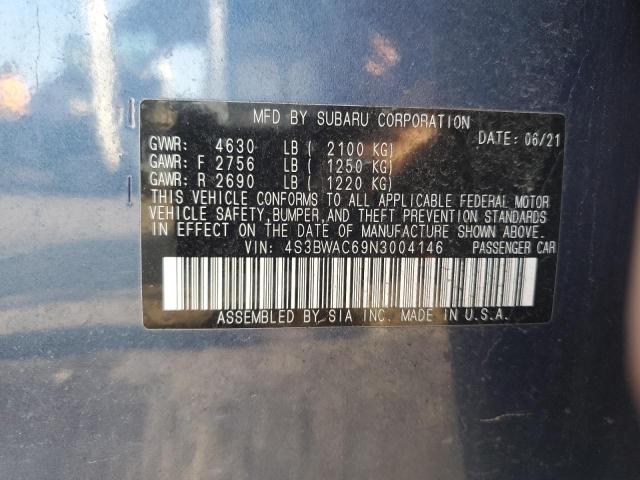 MFD BY SUBARU CORPORATION
DATE: 06/21
GVWR: 4630 LB ( 2100 KG)
GAWR: F 2756 LB ( 1250 KG)
GAWR: R 2690 LB ( 1220 KG)
THIS VEHICLE CONFORMS TO ALL APPLICABLE FEDERAL MOTOR
VEHICLE SAFETY,BUMPER,AND THEFT PREVENTION STANDARDS
IN EFFECT ON THE DATE OF MANUFACTURE SHOWN ABOVE.
VIN: 4S3BWAC69N3004146 PASSENGER CAR
ASSEMBLED BY SIA INC. MADE IN U.S.A.